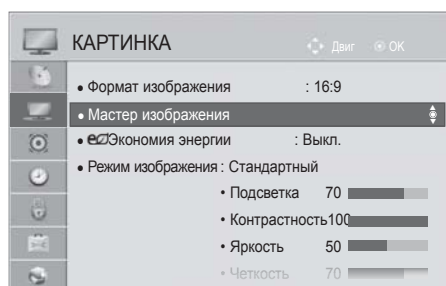 КАРТИНКА Двиг OK
• Формат изображения : 16:9
• Мастер изображения
• eco Экономия энергии : Выкл.
• Режим изображения : Стандартный
• Подсветка 70
• Контрастность100
• Яркость 50
• Четкость 70